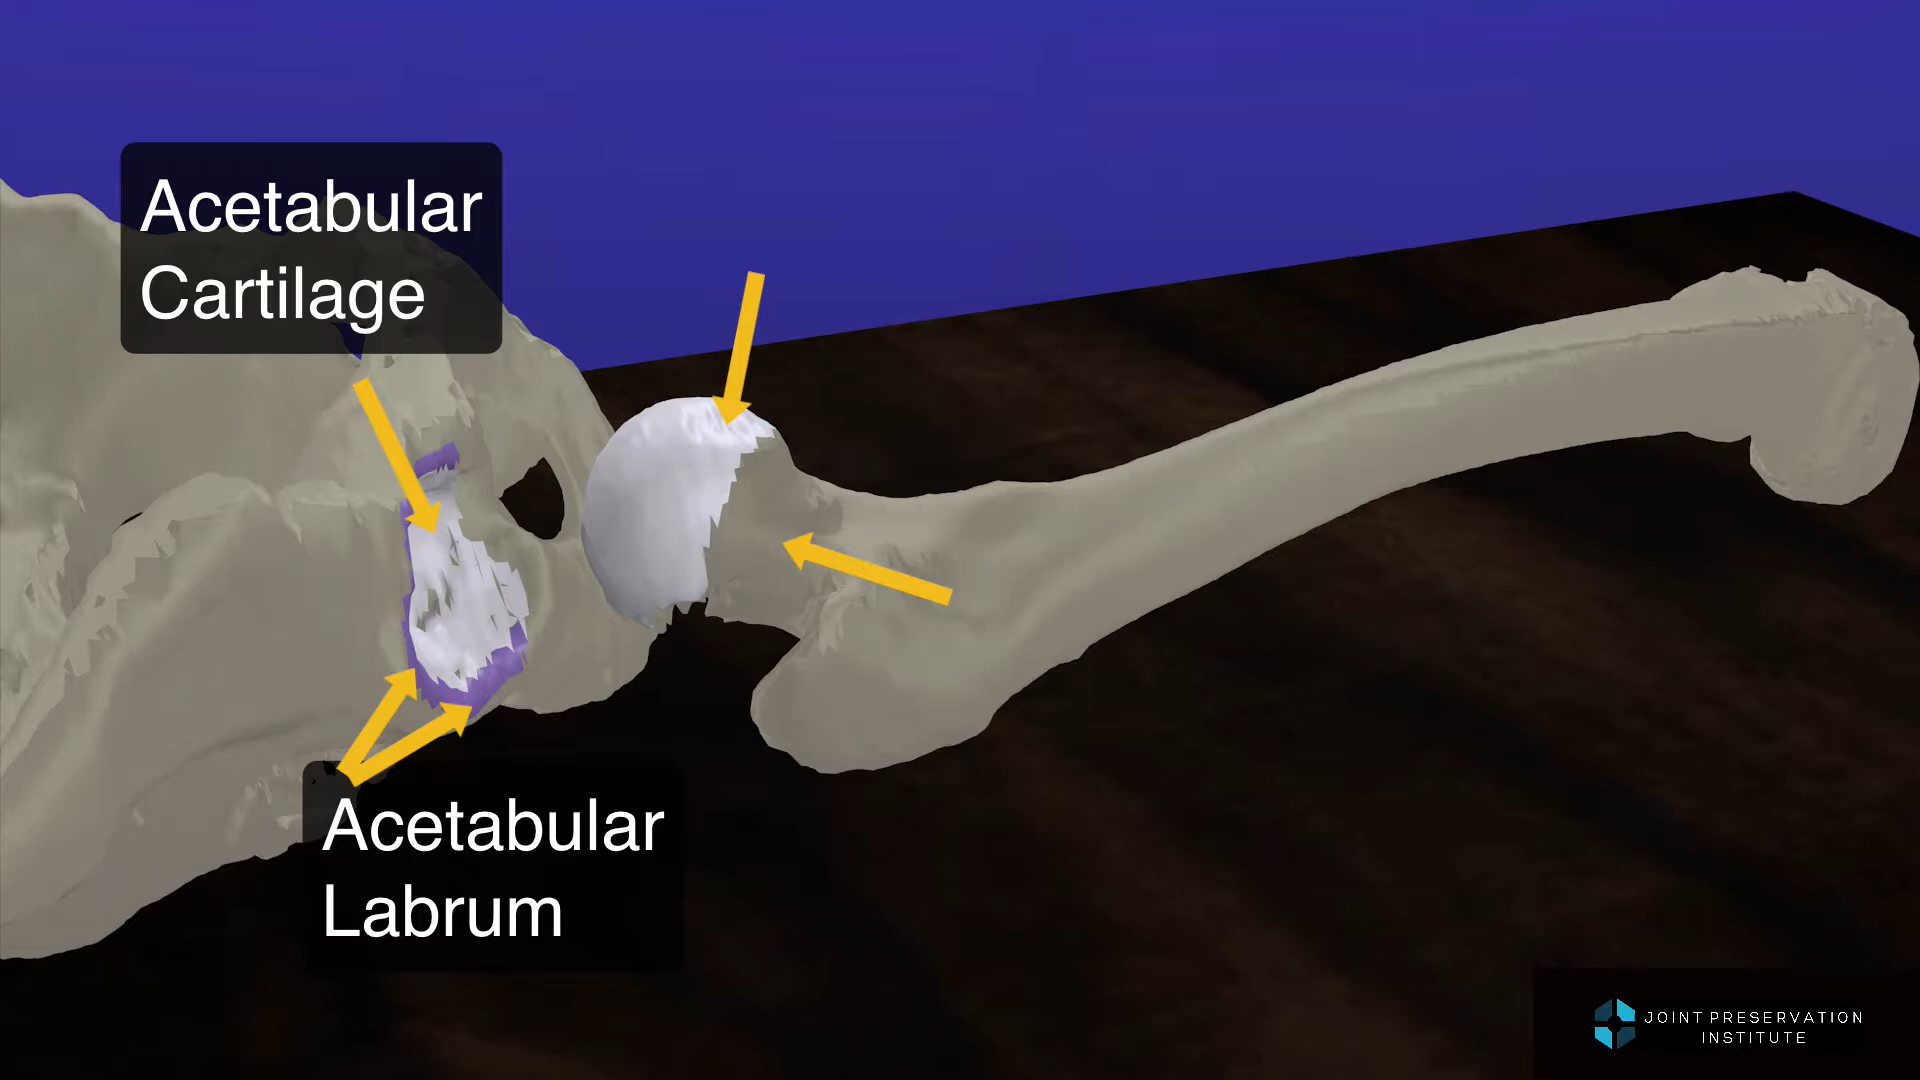 Acetabular
Cartilage
Acetabular
Labrum
JOINT PRESERVATION
INSTITUTE